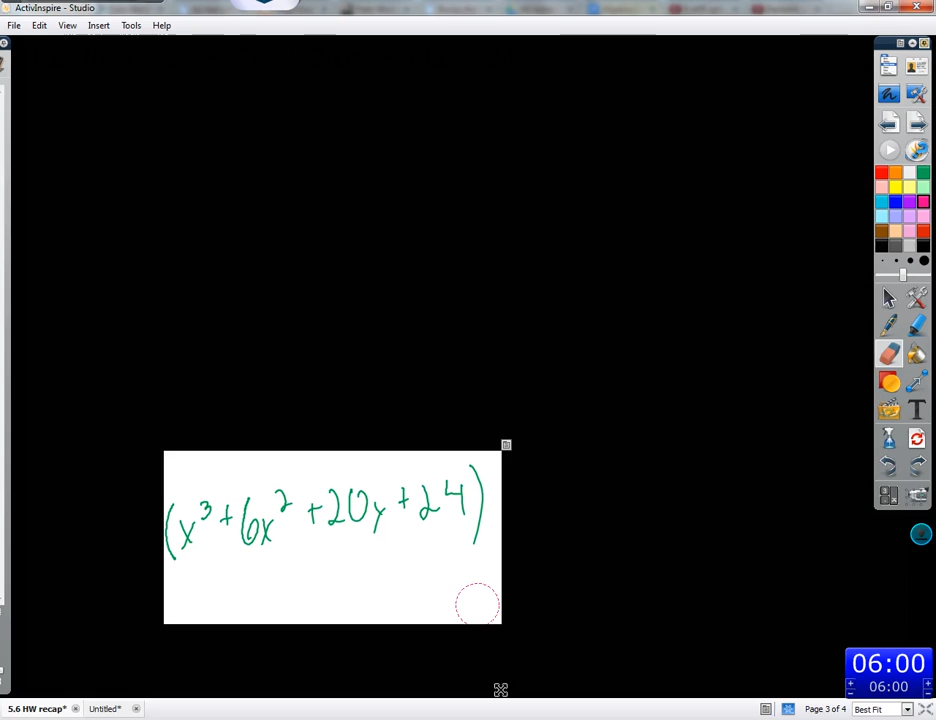 ActivInspire - Studio
File Edit View Insert Tools Help
(x³+6x²+20x+24)
06:00
06:00
5.6 HW recap* Untitled* Page 3 of 4 Best Fit